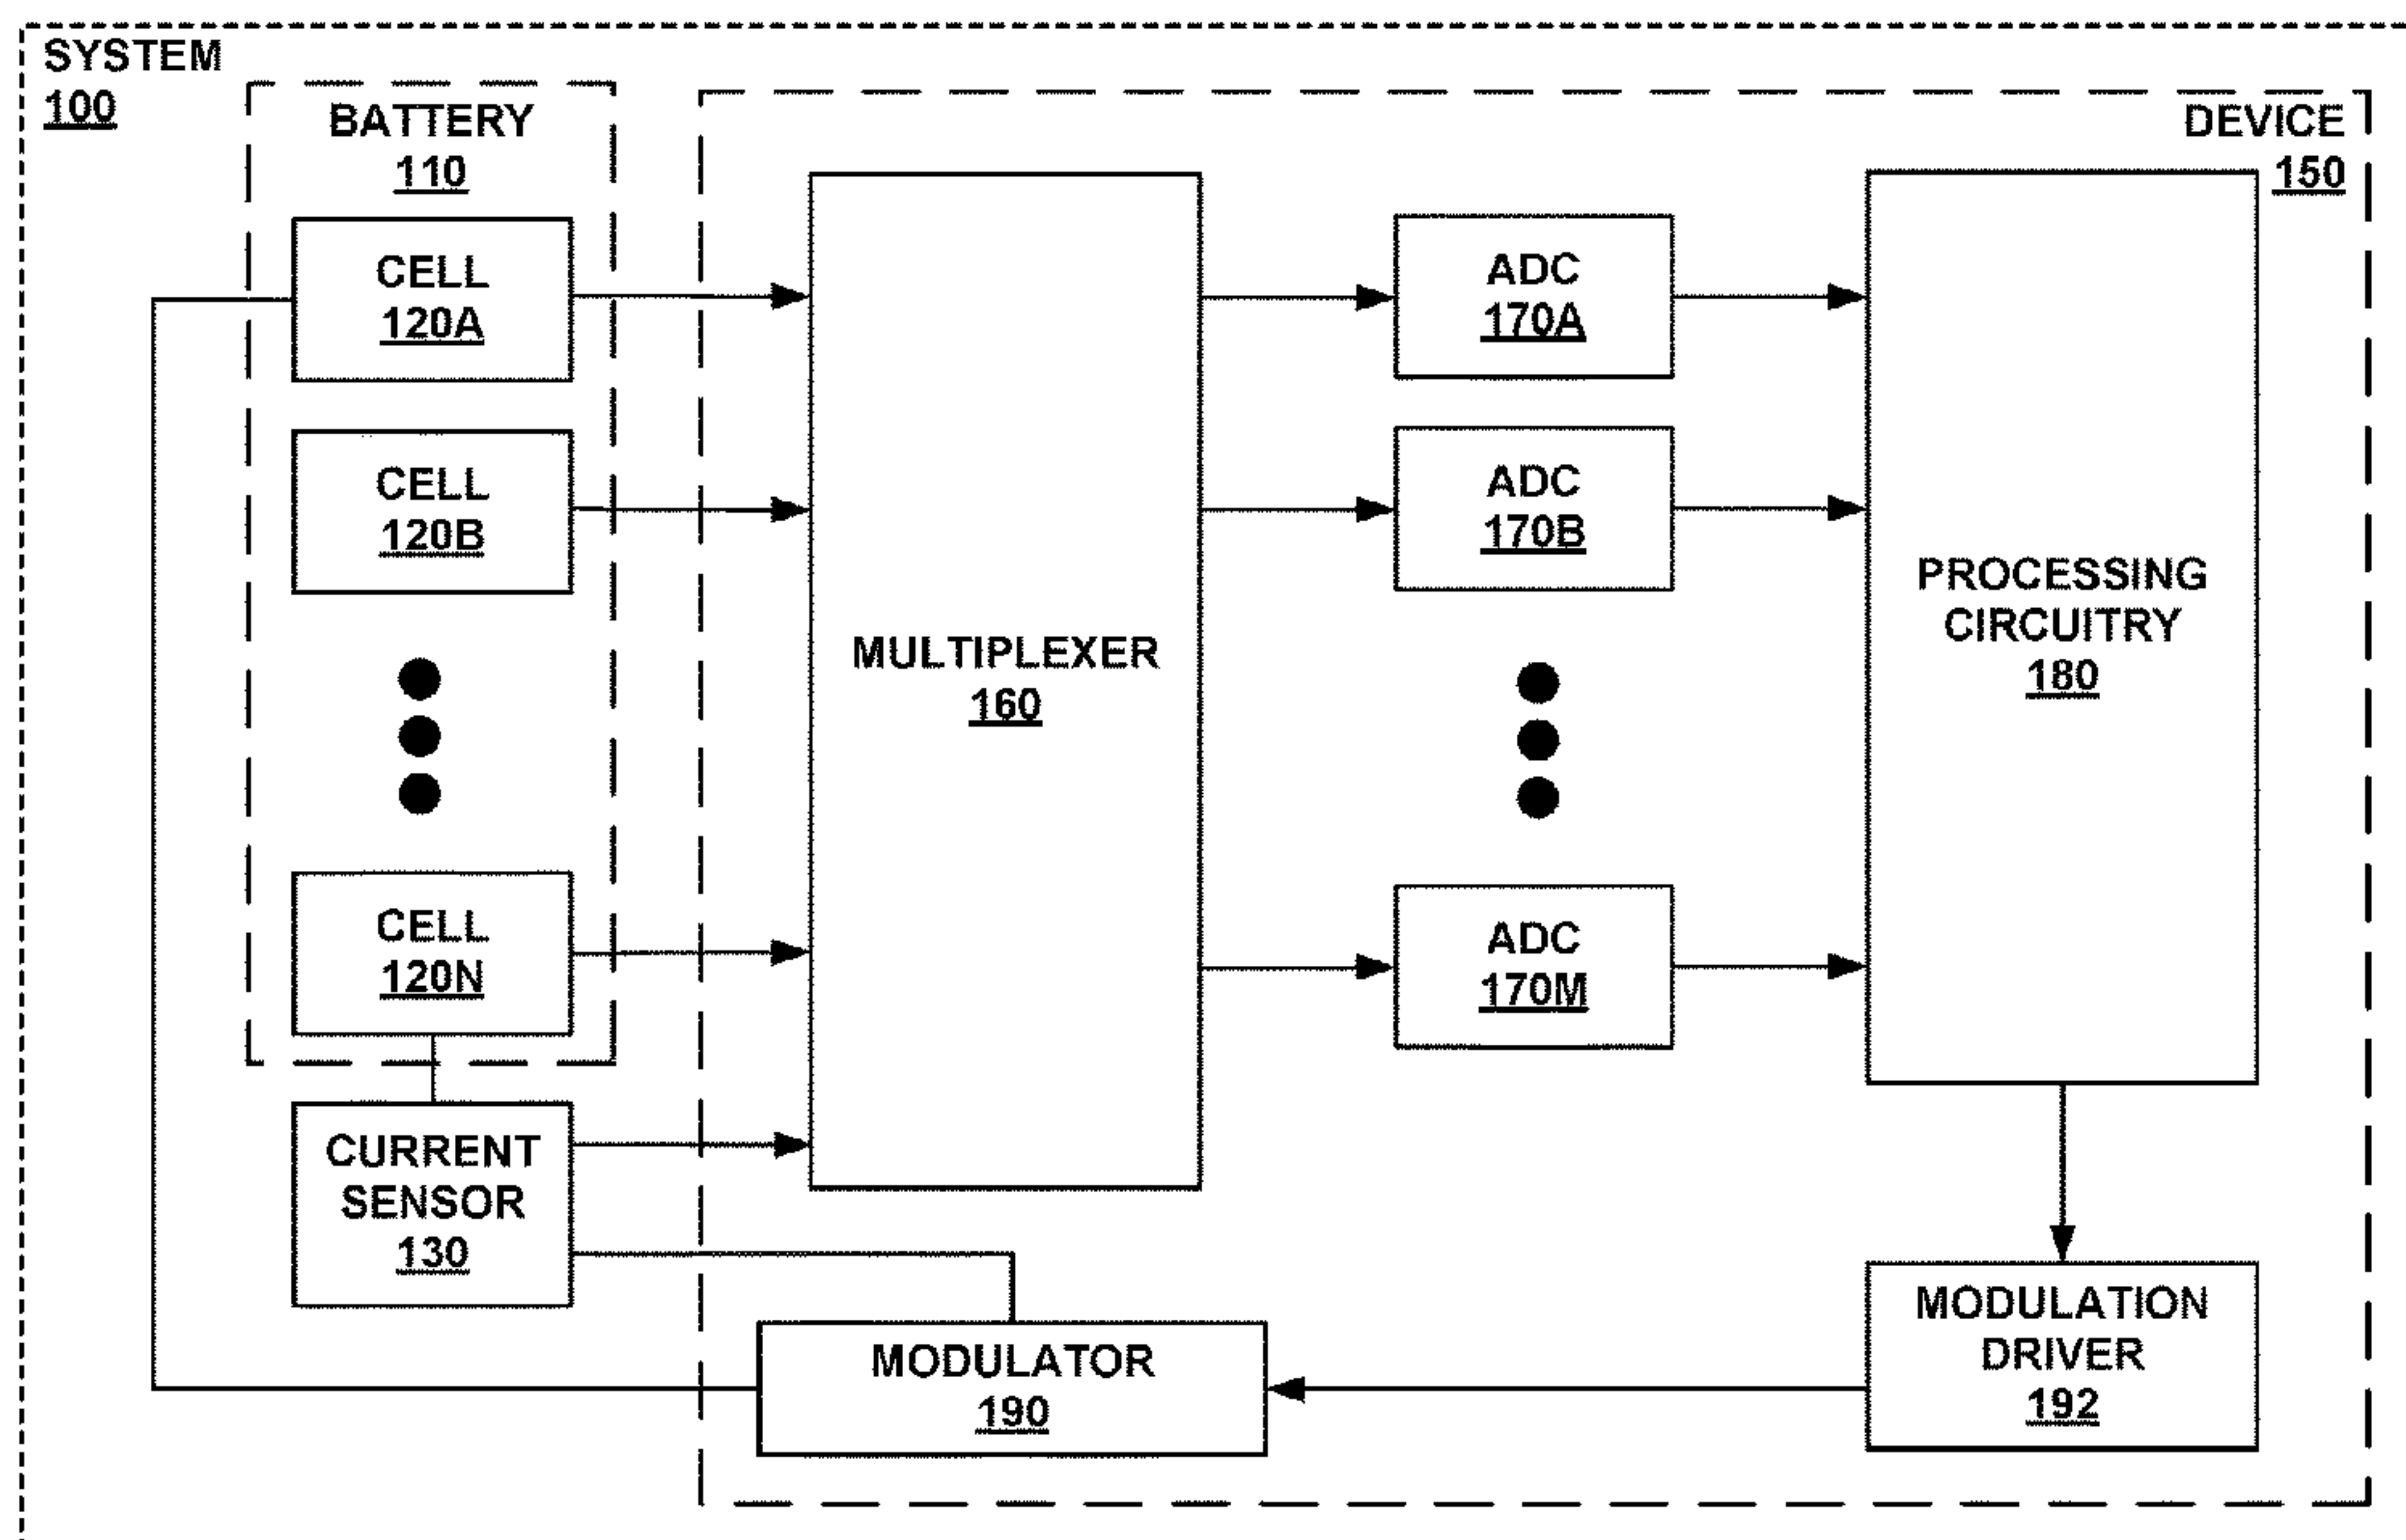 SYSTEM
100
BATTERY
110
DEVICE
150
CELL
120A
ADC
170A
CELL
120B
ADC
170B
MULTIPLEXER
160
PROCESSING
CIRCUITRY
180
CELL
120N
ADC
170M
CURRENT
SENSOR
130
MODULATOR
190
MODULATION
DRIVER
192